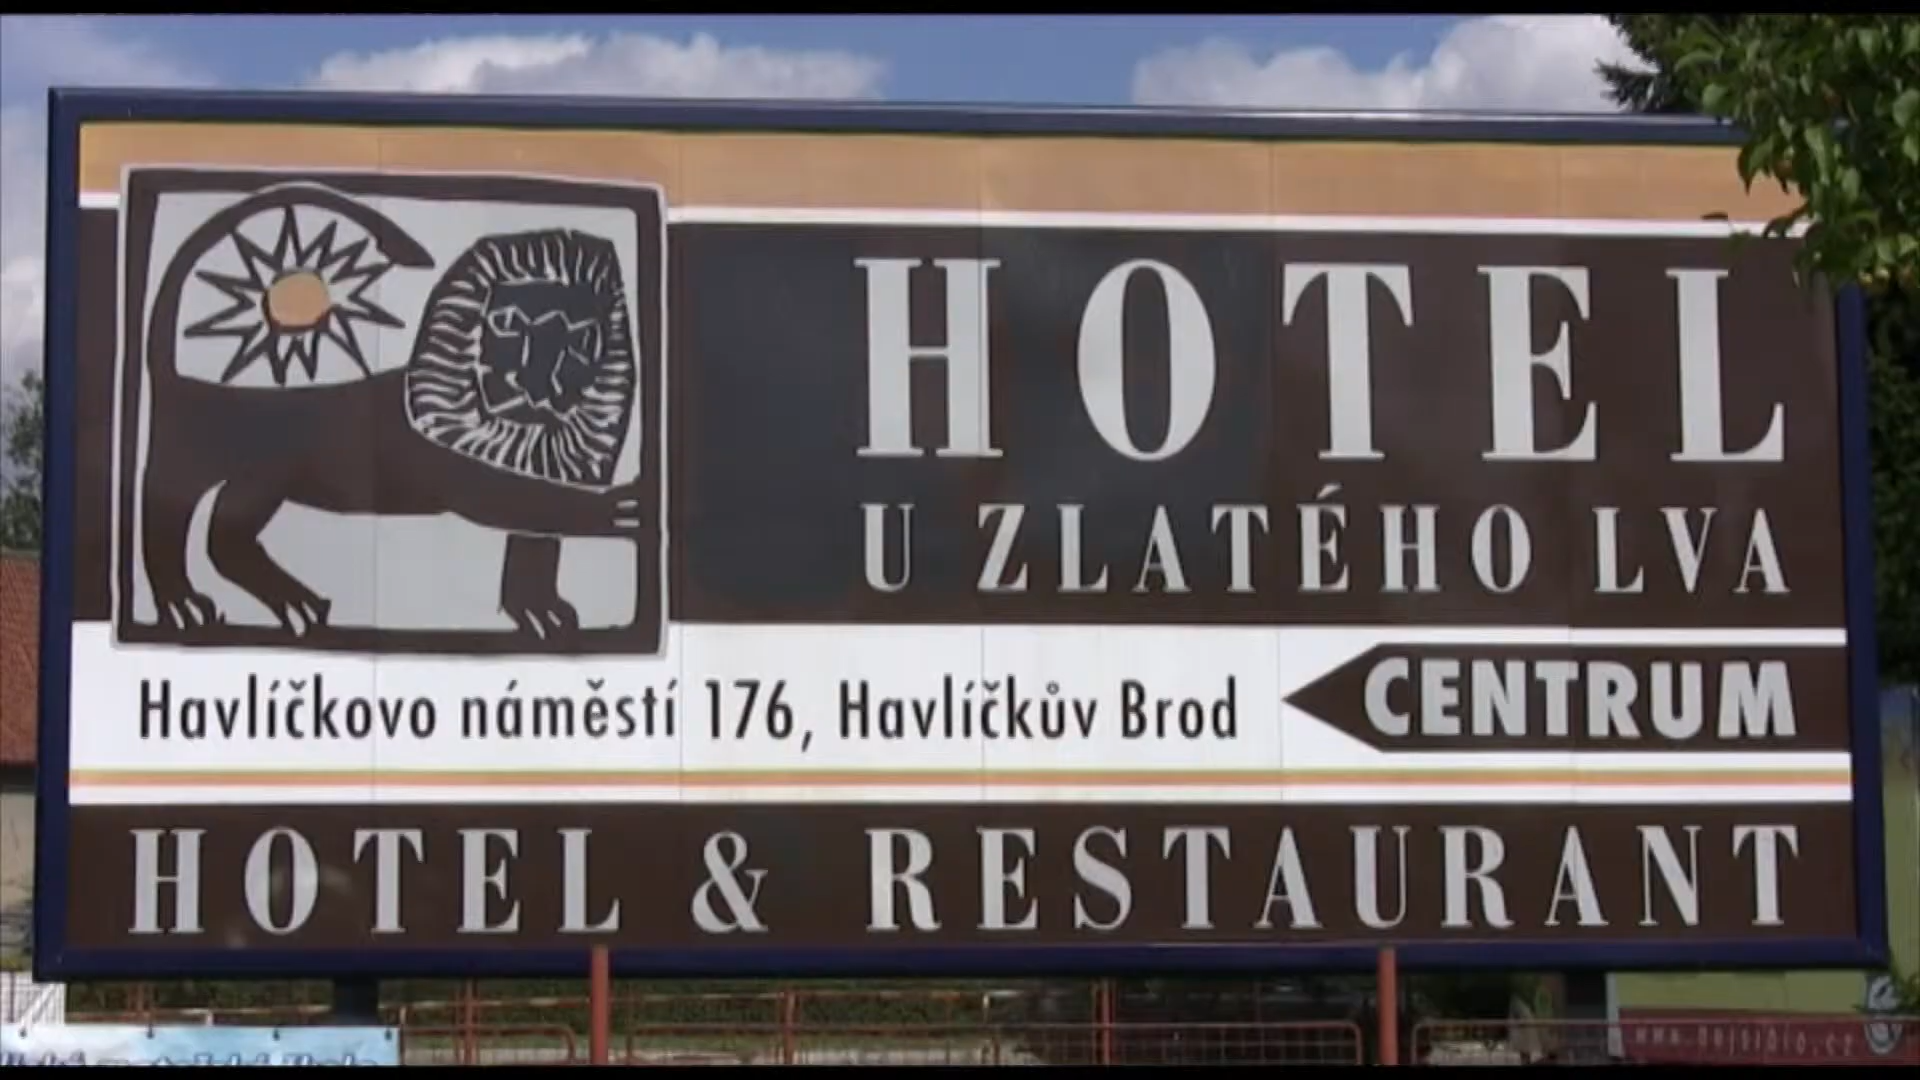 HOTEL
U ZLATÉHO LVA
Havlíčkovo náměstí 176, Havlíčkův Brod
CENTRUM
HOTEL & RESTAURANT